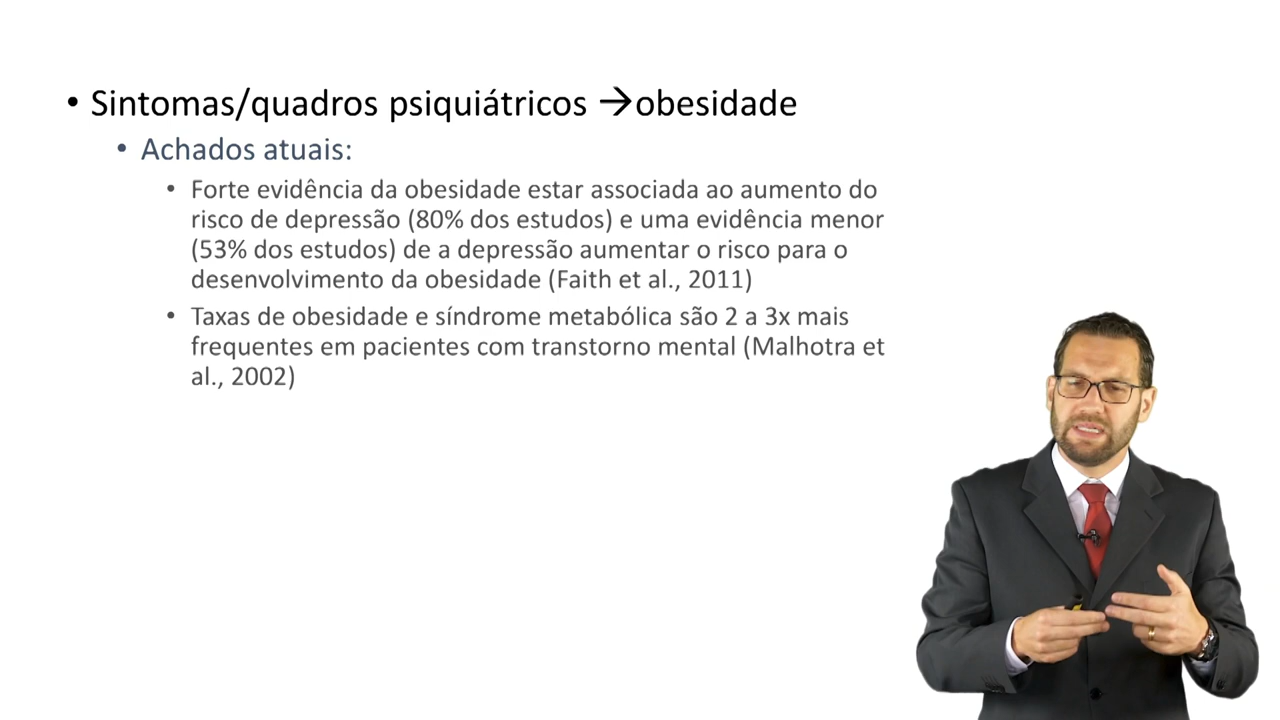 • Sintomas/quadros psiquiátricos →obesidade
• Achados atuais:
• Forte evidência da obesidade estar associada ao aumento do
risco de depressão (80% dos estudos) e uma evidência menor
(53% dos estudos) de a depressão aumentar o risco para o
desenvolvimento da obesidade (Faith et al., 2011)
• Taxas de obesidade e síndrome metabólica são 2 a 3x mais
frequentes em pacientes com transtorno mental (Malhotra et
al., 2002)